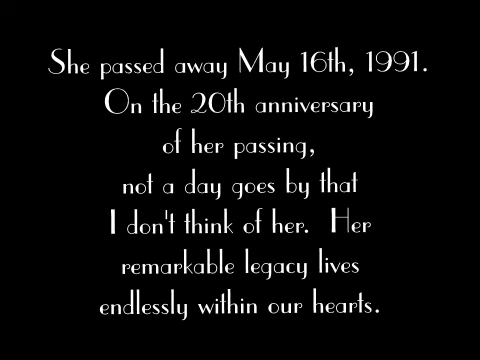 She passed away May 16th, 1991.
On the 20th anniversary
of her passing,
not a day goes by that
I don't think of her.  Her
remarkable legacy lives
endlessly within our hearts.